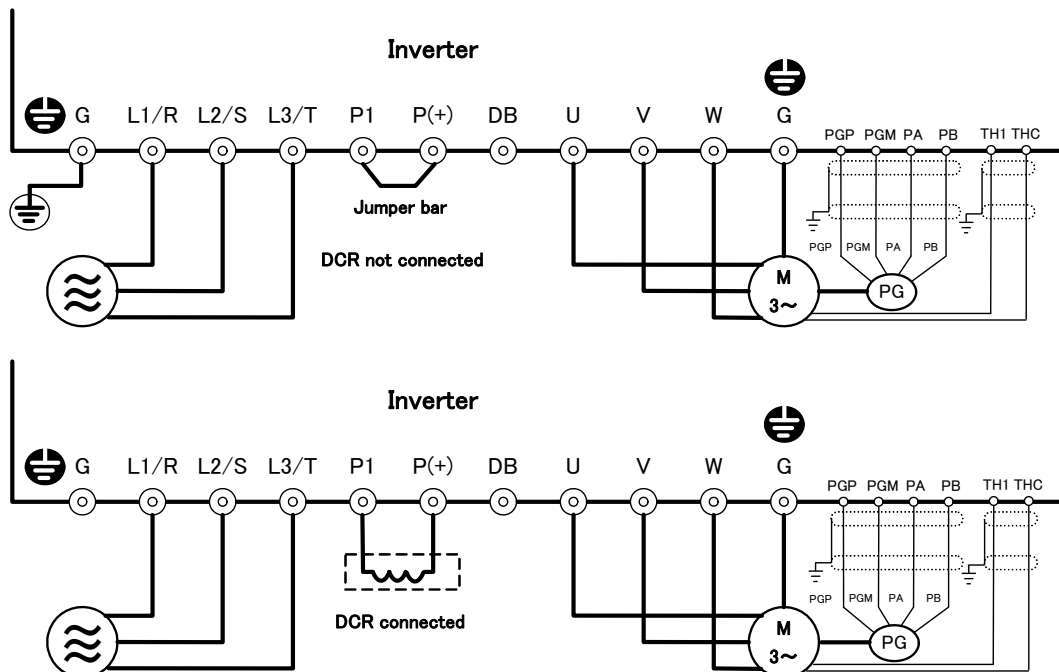 Inverter
G L1/R L2/S L3/T P1 P(+) DB U V W G
PGP PGM PA PB TH1 THC
Jumper bar
DCR not connected
PGP PGM PA PB
M
3~
PG
Inverter
G L1/R L2/S L3/T P1 P(+) DB U V W G
PGP PGM PA PB TH1 THC
DCR connected
PGP PGM PA PB
M
3~
PG